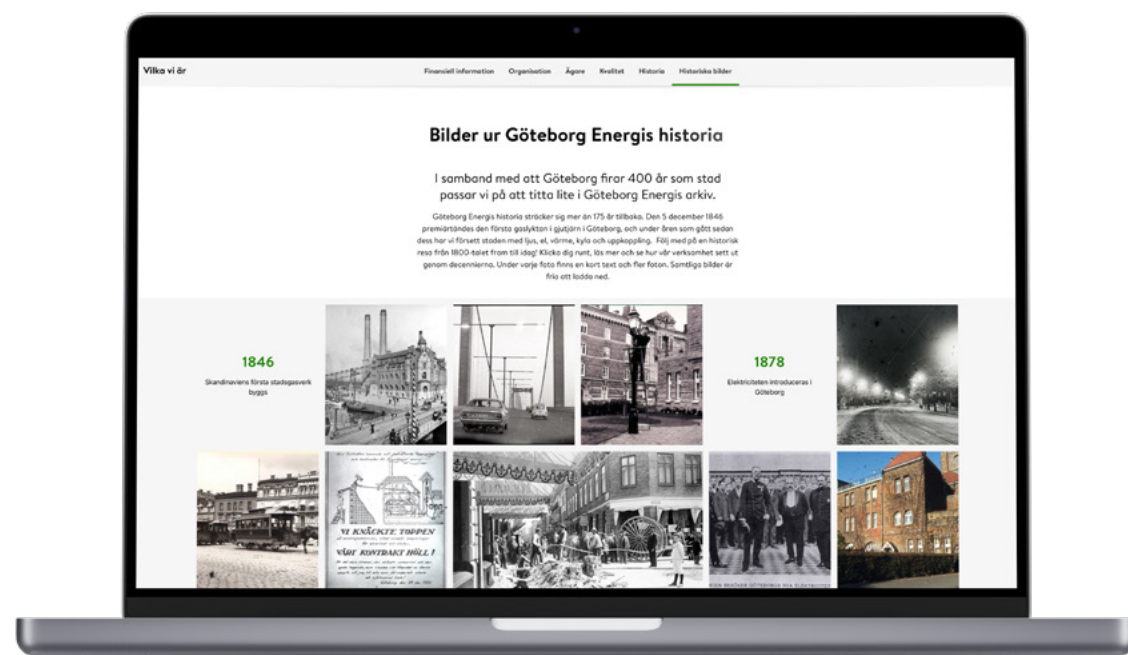 Vilka vi är
Finansiell information Organisation Ägare Kvalitet Historia Historiska bilder
Bilder ur Göteborg Energis historia
I samband med att Göteborg firar 400 år som stad
passar vi på att titta lite i Göteborg Energis arkiv.
Göteborg Energis historia sträcker sig mer än 175 år tillbaka. Den 5 december 1846
premiärtändes den första gaslyktan i gjutjärn i Göteborg, och under åren som gått sedan
dess har vi försett staden med ljus, el, värme, kyla och uppkoppling. Följ med på en historisk
resa från 1800-talet fram till idag! Klicka dig runt, läs mer och se hur vår verksamhet sett ut
genom decennierna. Under varje foto finns en kort text och fler foton. Samtliga bilder är
fria att ladda ned.
1846
Skandinaviens första stadsgasverk
byggs
1878
Elektriciteten introduceras i
Göteborg
VI KNÄCKTE TOPPEN
VÅRT KONTRAKT HÖLL!
BESÖKER GÖTEBORGS NYA